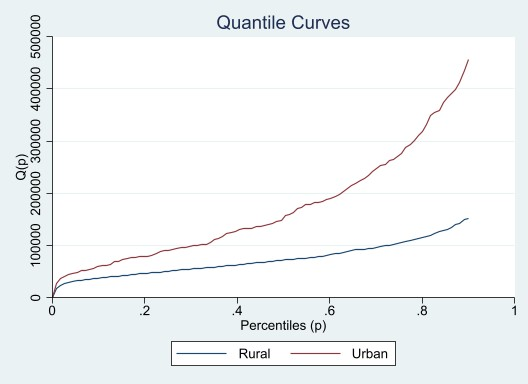 Quantile Curves
500000
400000
300000
200000
100000
0
Q(p)
0 .2 .4 .6 .8 1
Percentiles (p)
Rural Urban